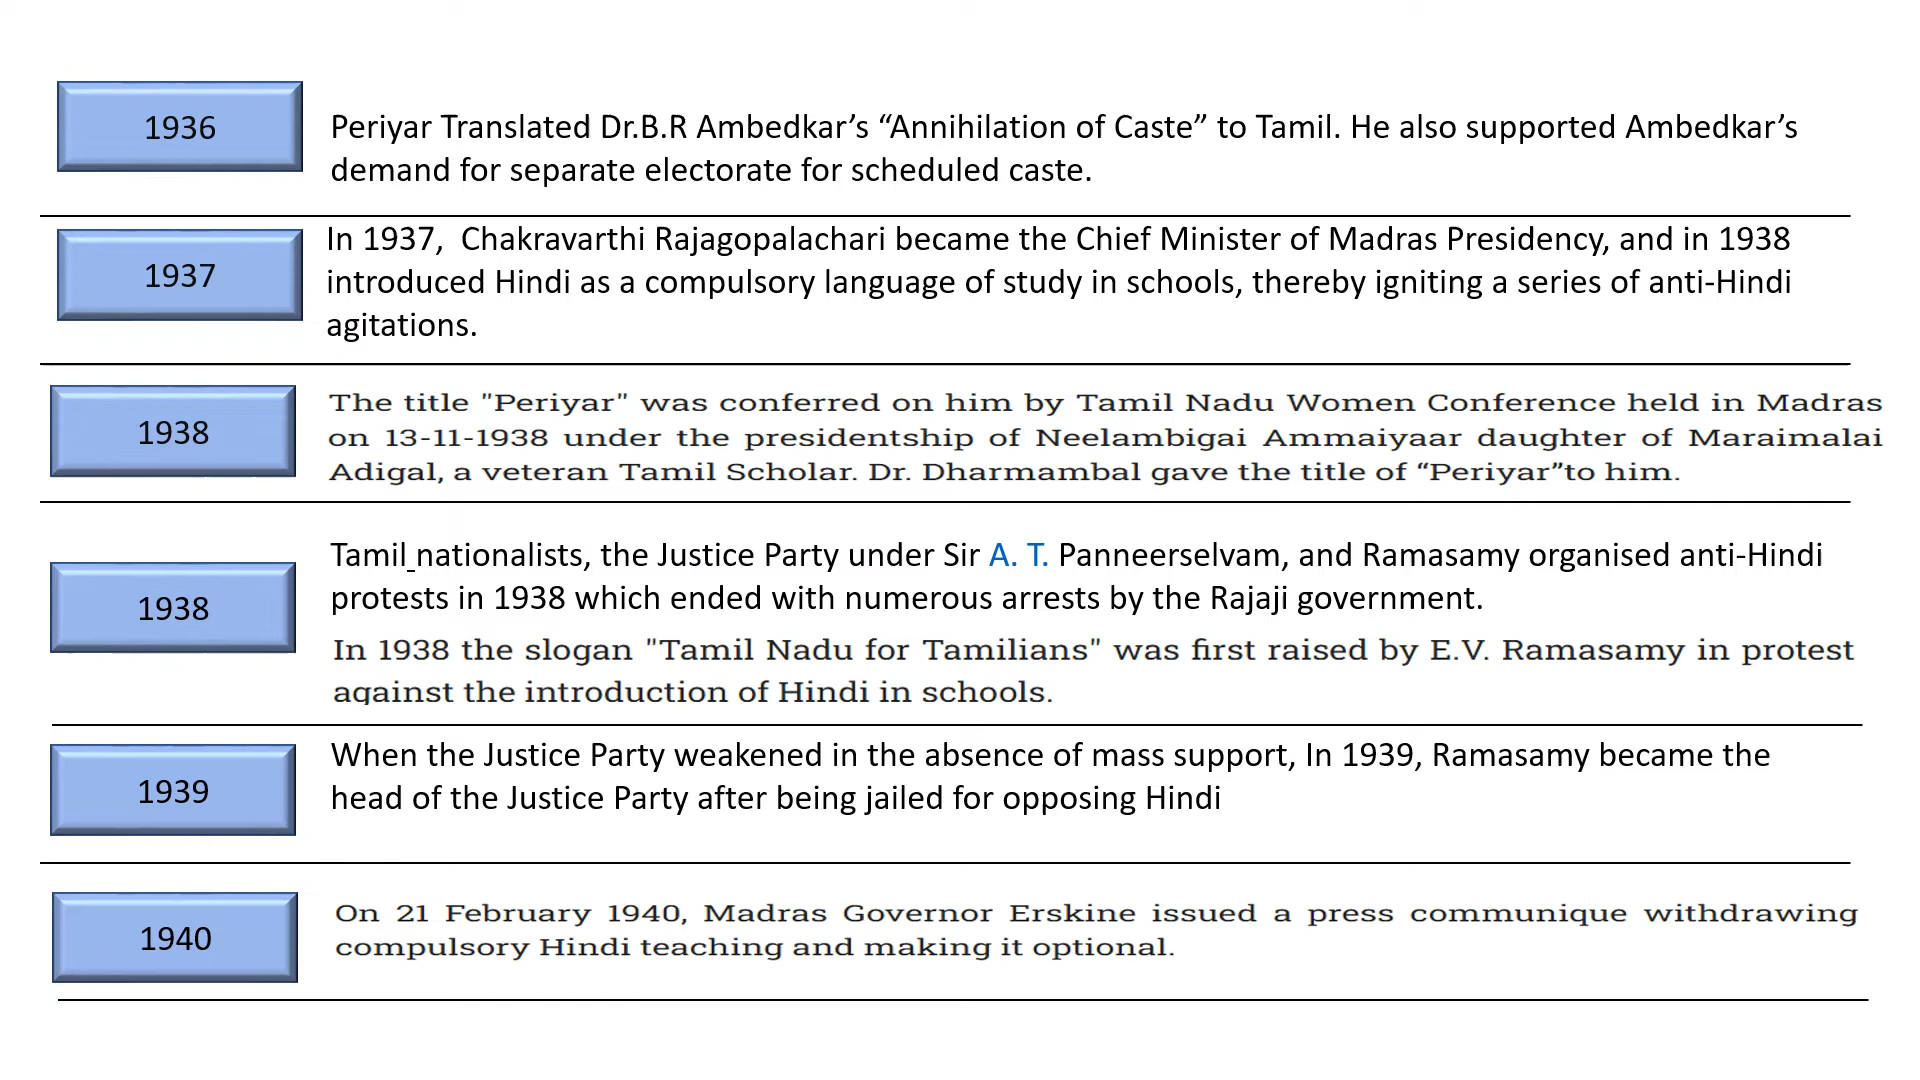 1936
Periyar Translated Dr.B.R Ambedkar’s “Annihilation of Caste” to Tamil. He also supported Ambedkar’s
demand for separate electorate for scheduled caste.
1937
In 1937,  Chakravarthi Rajagopalachari became the Chief Minister of Madras Presidency, and in 1938
introduced Hindi as a compulsory language of study in schools, thereby igniting a series of anti-Hindi
agitations.
1938
The title "Periyar" was conferred on him by Tamil Nadu Women Conference held in Madras
on 13-11-1938 under the presidentship of Neelambigai Ammaiyaar daughter of Maraimalai
Adigal, a veteran Tamil Scholar. Dr. Dharmambal gave the title of “Periyar”to him.
1938
Tamil nationalists, the Justice Party under Sir A. T. Panneerselvam, and Ramasamy organised anti-Hindi
protests in 1938 which ended with numerous arrests by the Rajaji government.
In 1938 the slogan "Tamil Nadu for Tamilians" was first raised by E.V. Ramasamy in protest
against the introduction of Hindi in schools.
1939
When the Justice Party weakened in the absence of mass support, In 1939, Ramasamy became the
head of the Justice Party after being jailed for opposing Hindi
1940
On 21 February 1940, Madras Governor Erskine issued a press communique withdrawing
compulsory Hindi teaching and making it optional.